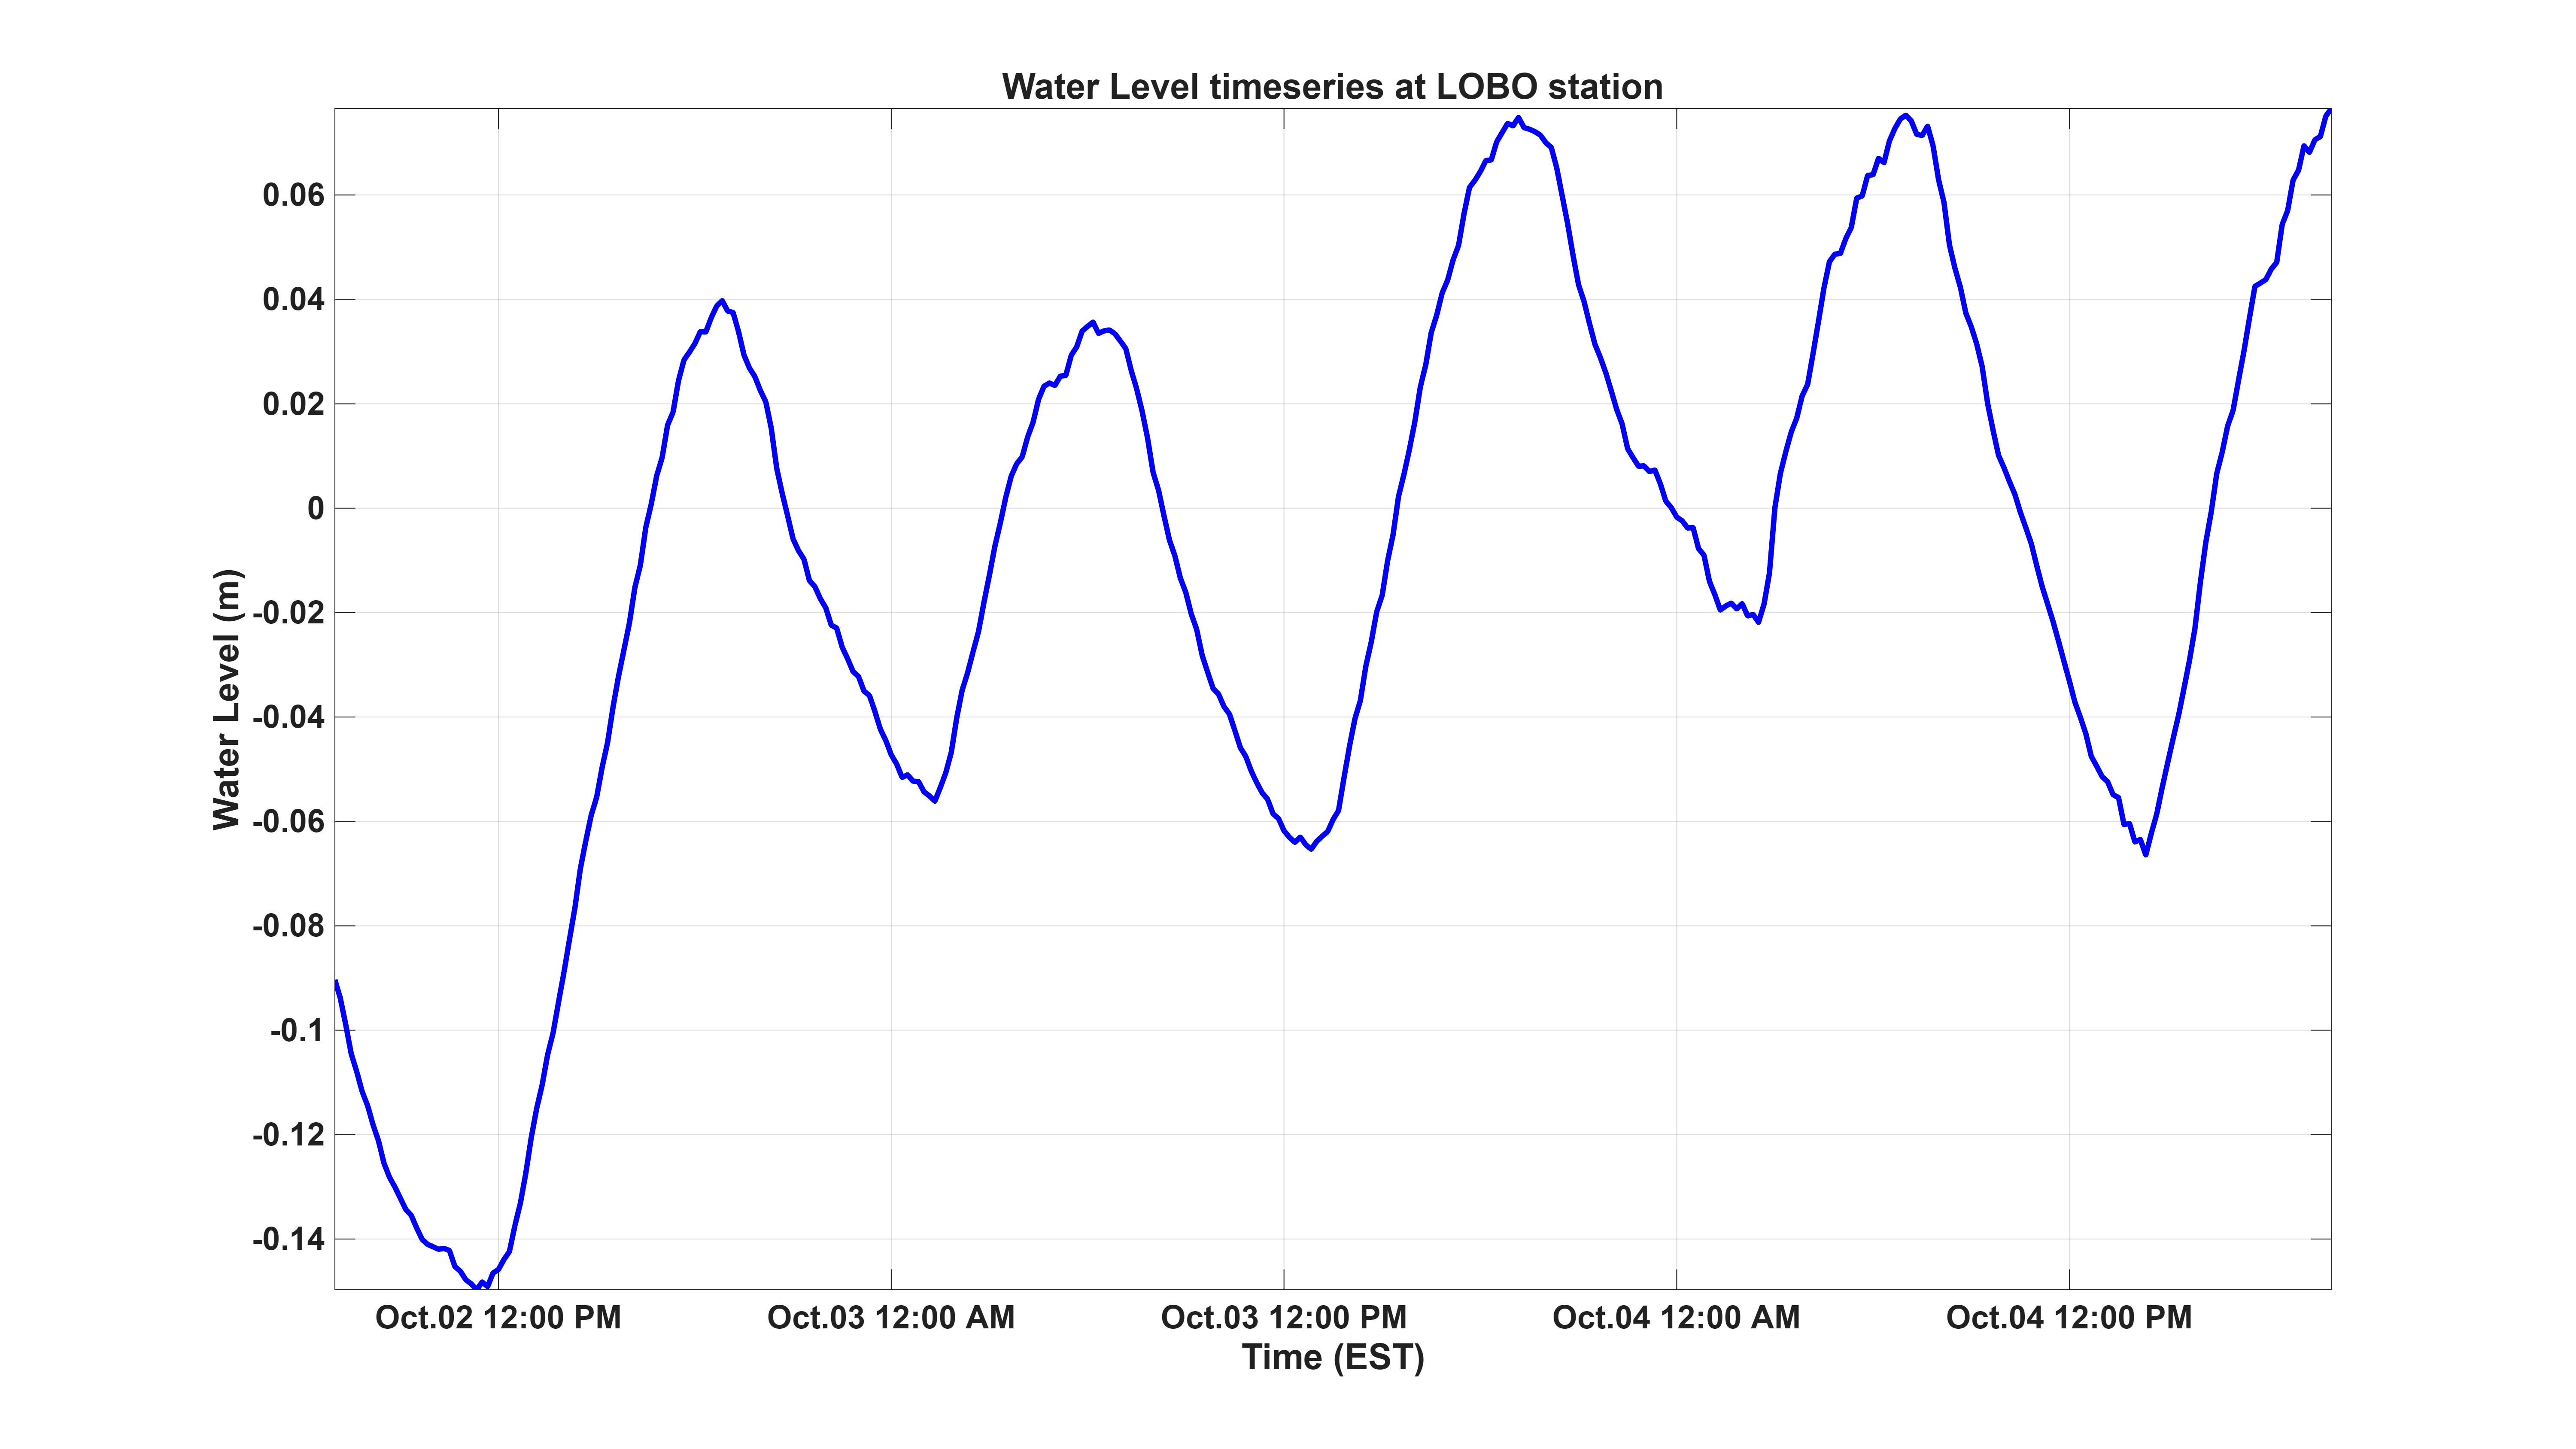 Water Level timeseries at LOBO station
0.06
0.04
0.02
0
-0.02
-0.04
-0.06
-0.08
-0.1
-0.12
-0.14
Water Level (m)
Oct.02 12:00 PM Oct.03 12:00 AM Oct.03 12:00 PM Oct.04 12:00 AM Oct.04 12:00 PM
Time (EST)